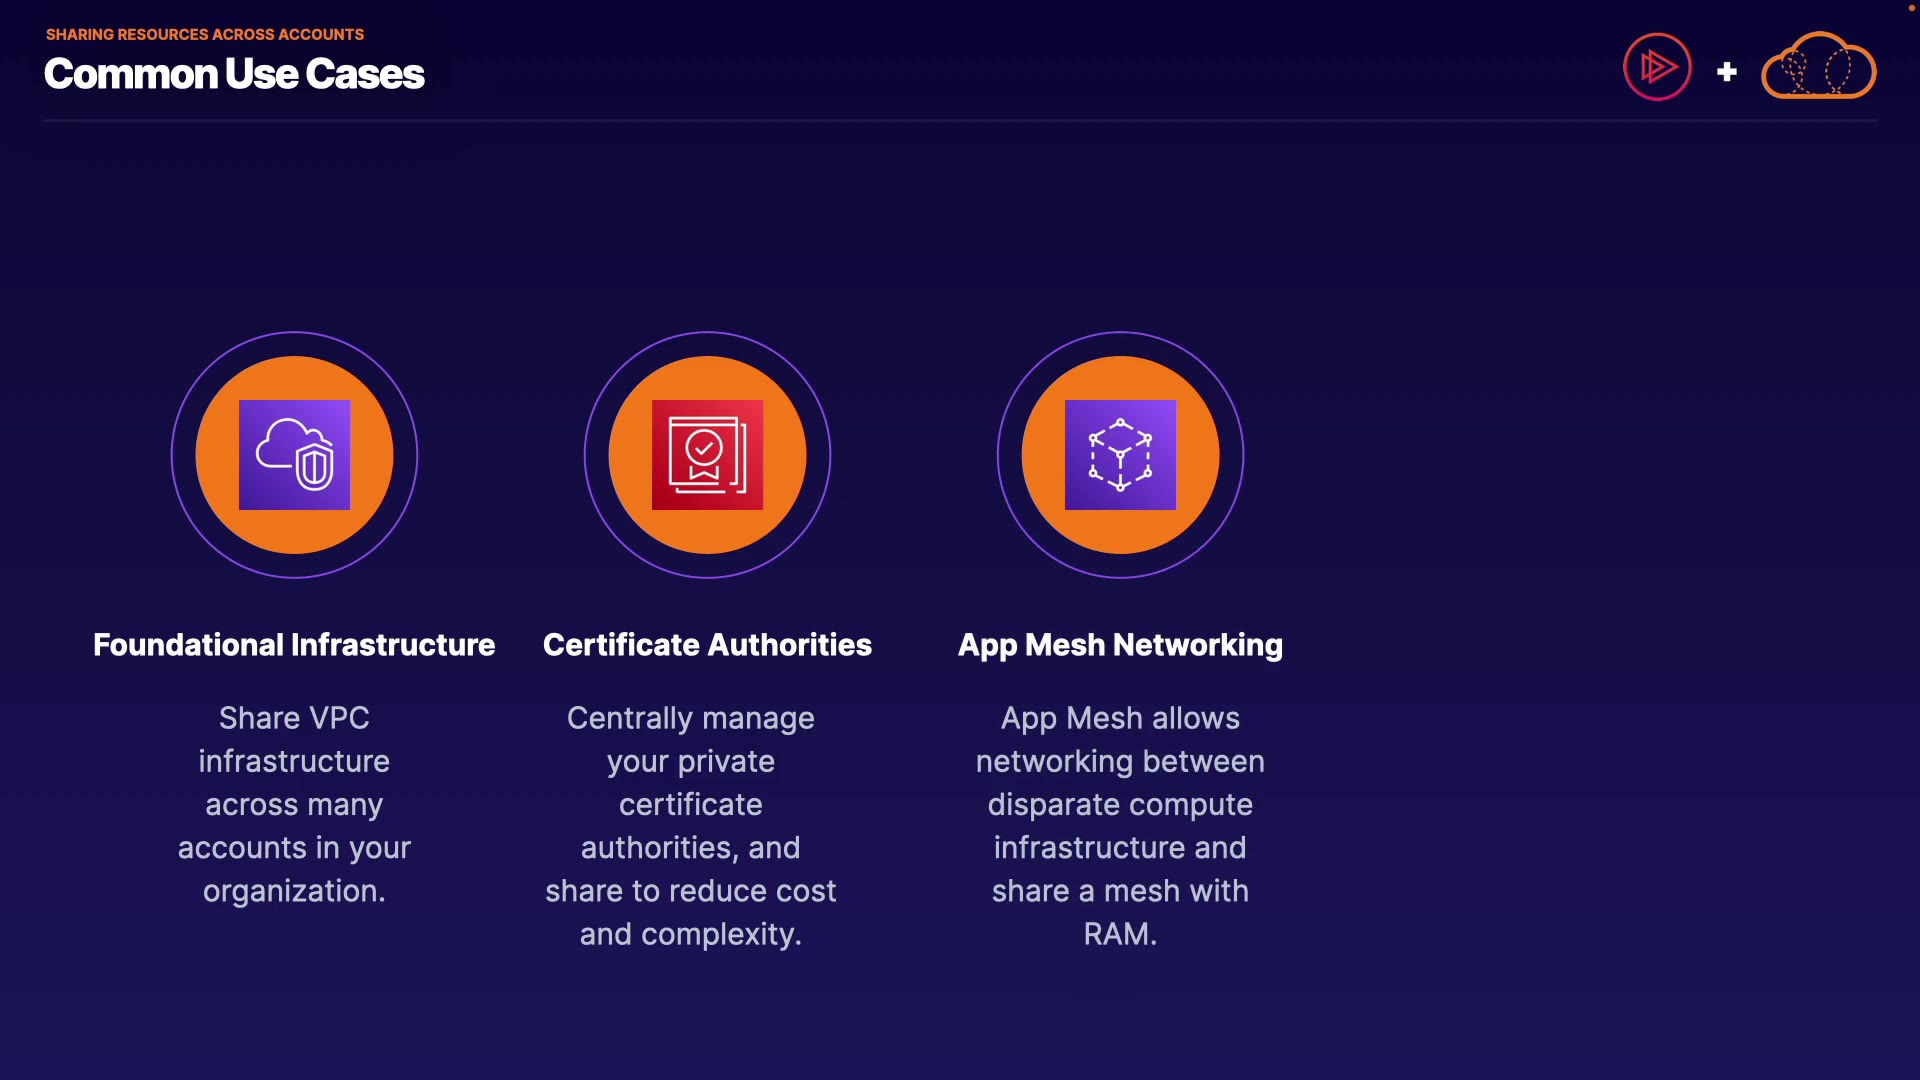 SHARING RESOURCES ACROSS ACCOUNTS
Common Use Cases
Foundational Infrastructure
Share VPC
infrastructure
across many
accounts in your
organization.
Certificate Authorities
Centrally manage
your private
certificate
authorities, and
share to reduce cost
and complexity.
App Mesh Networking
App Mesh allows
networking between
disparate compute
infrastructure and
share a mesh with
RAM.